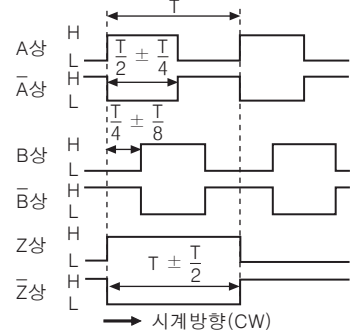 T
A상 H
L
T/2 ± T/4
A̅상 H
L
T/4 ± T/8
B상 H
L
B̅상 H
L
Z상 H
L
T ± T/2
Z̅상 H
L
시계방향(CW)